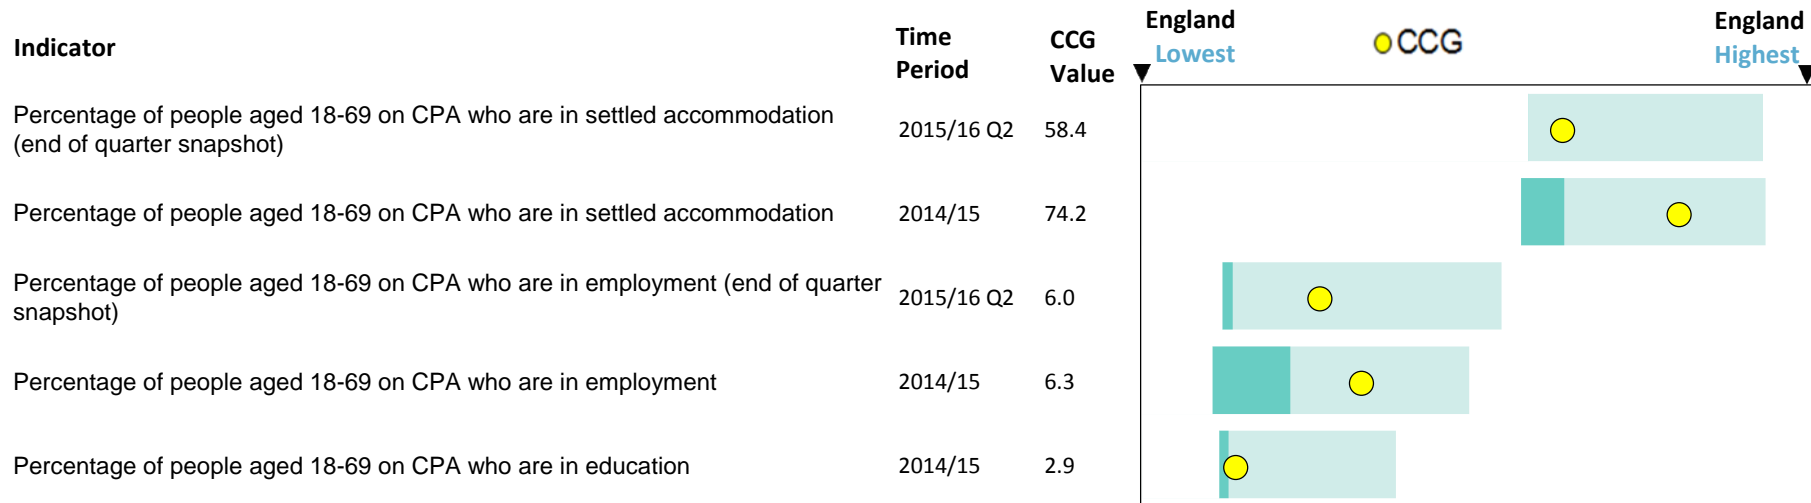 Indicator
Time Period
CCG Value
England Lowest
CCG
England Highest
Percentage of people aged 18-69 on CPA who are in settled accommodation
(end of quarter snapshot)
2015/16 Q2
58.4
Percentage of people aged 18-69 on CPA who are in settled accommodation
2014/15
74.2
Percentage of people aged 18-69 on CPA who are in employment (end of quarter
snapshot)
2015/16 Q2
6.0
Percentage of people aged 18-69 on CPA who are in employment
2014/15
6.3
Percentage of people aged 18-69 on CPA who are in education
2014/15
2.9